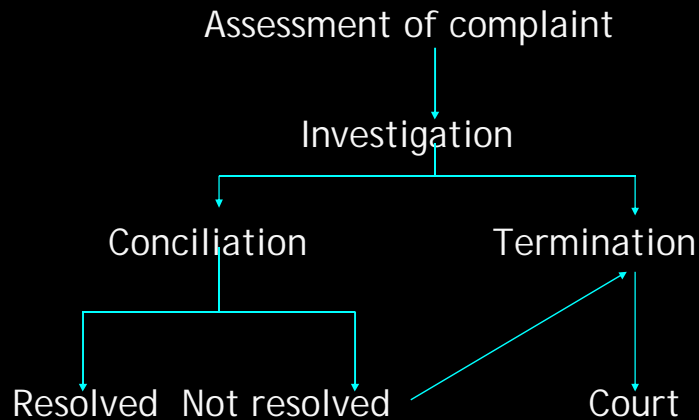 Assessment of complaint
Investigation
Conciliation Termination
Resolved Not resolved Court